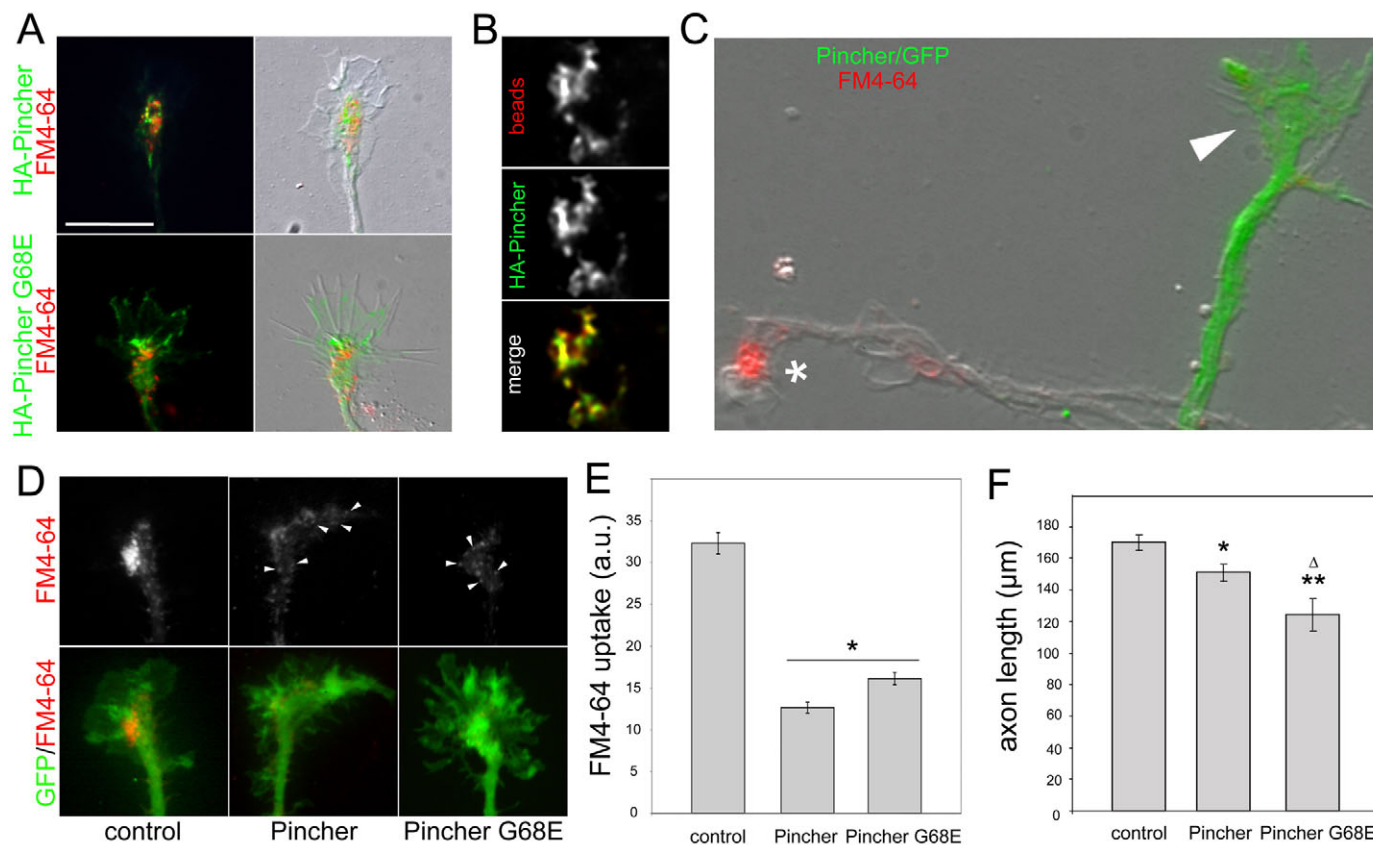 A
HA-Pincher
FM4-64
HA-Pincher G68E
FM4-64
B
beads
HA-Pincher
merge
C
Pincher/GFP
FM4-64
*
D
FM4-64
GFP/FM4-64
control
Pincher
Pincher G68E
E
FM4-64 uptake (a.u.)
35
30
25
20
15
10
5
0
*
control
Pincher
Pincher G68E
F
axon length (µm)
180
160
140
120
100
80
60
40
20
0
*
Δ
**
control
Pincher
Pincher G68E